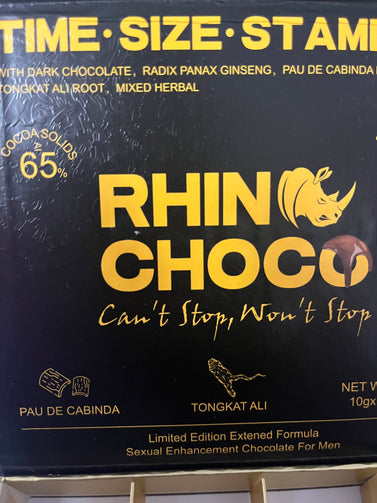 TIME·SIZE·STAM
WITH DARK CHOCOLATE, RADIX PANAX GINSENG, PAU DE CABINDA
TONGKAT ALI ROOT, MIXED HERBAL
COCOA SOLIDS
≥
65%
RHINO
CHOCO
Can't Stop, Won't Stop
PAU DE CABINDA
TONGKAT ALI
NET W
10gx
Limited Edition Extened Formula
Sexual Enhancement Chocolate For Men